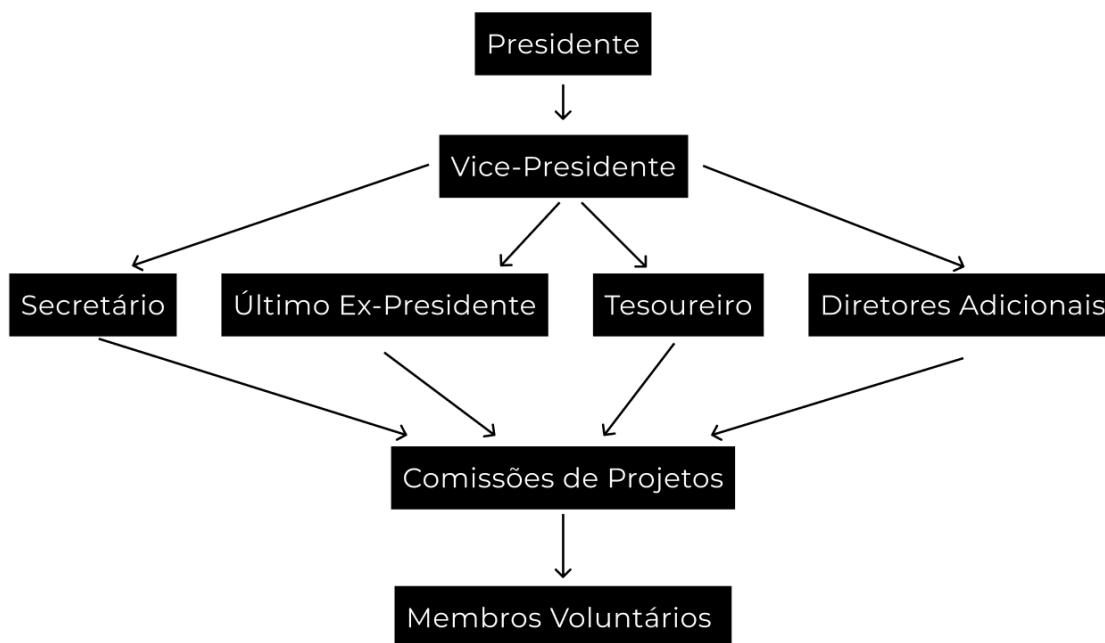 Presidente
Vice-Presidente
Secretário
Último Ex-Presidente
Tesoureiro
Diretores Adicionais
Comissões de Projetos
Membros Voluntários